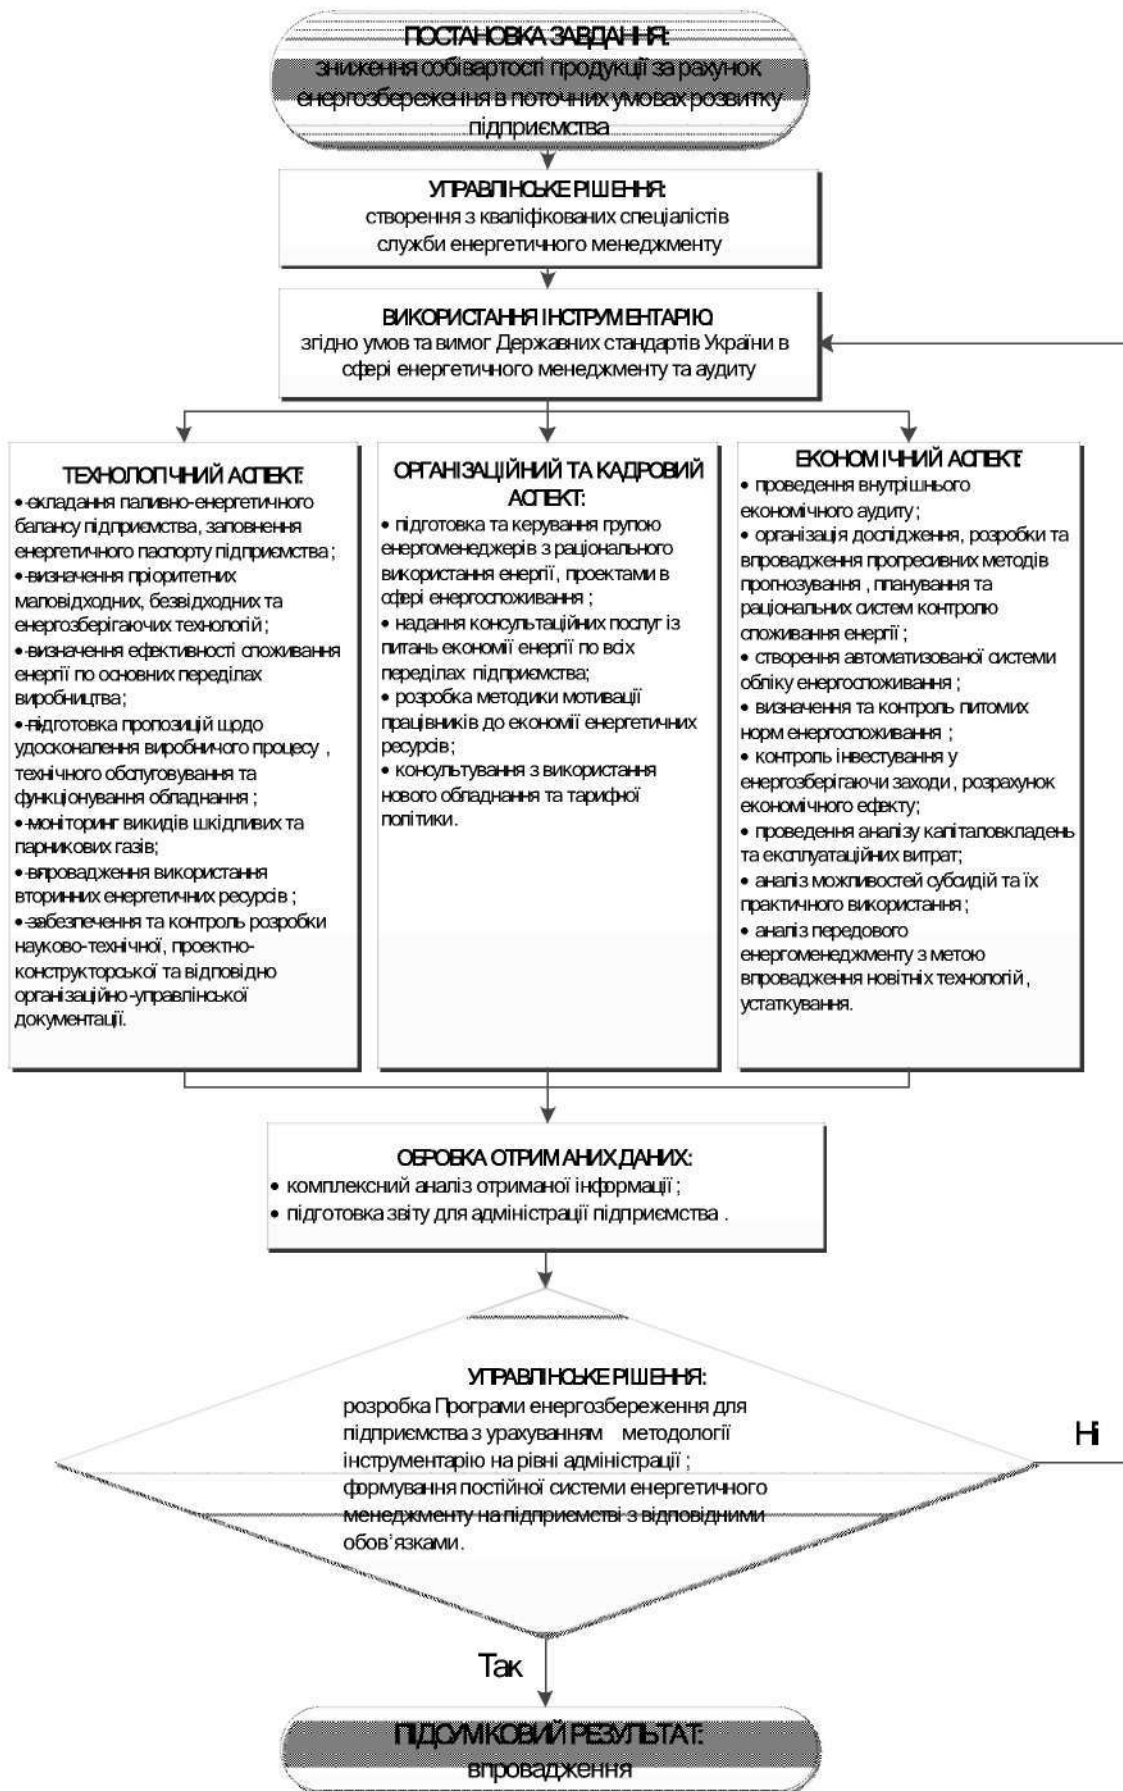 ПОСТАНОВКА ЗАВДАННЯ:
зниження собівартості продукції за рахунок
енергозбереження в поточних умовах розвитку
підприємства
УПРАВЛІНСЬКЕ РІШЕННЯ:
створення з кваліфікованих спеціалістів
служби енергетичного менеджменту
ВИКОРИСТАННЯ ІНСТРУМЕНТАРІЮ:
згідно умов та вимог Державних стандартів України в
сфері енергетичного менеджменту та аудиту
ТЕХНОЛОГІЧНИЙ АСПЕКТ:
• складання паливно-енергетичного
балансу підприємства, заповнення
енергетичного паспорту підприємства;
• визначення пріоритетних
маловідходних, безвідходних та
енергозберігаючих технологій;
• визначення ефективності споживання
енергії по основних переділах
виробництва;
• підготовка пропозицій щодо
удосконалення виробничого процесу ,
технічного обслуговування та
функціонування обладнання ;
• моніторинг викидів шкідливих та
парникових газів;
• впровадження використання
вторинних енергетичних ресурсів ;
• забезпечення та контроль розробки
науково-технічної, проектно-
конструкторської та відповідно
організаційно-управлінської
документації.
ОРГАНІЗАЦІЙНИЙ ТА КАДРОВИЙ
АСПЕКТ:
• підготовка та керування групою
енергоменеджерів з раціонального
використання енергії, проектами в
сфері енергоспоживання ;
• надання консультаційних послуг із
питань економії енергії по всіх
переділах підприємства;
• розробка методики мотивації
працівників до економії енергетичних
ресурсів;
• консультування з використання
нового обладнання та тарифної
політики.
ЕКОНОМІЧНИЙ АСПЕКТ:
• проведення внутрішнього
економічного аудиту;
• організація дослідження, розробки та
впровадження прогресивних методів
прогнозування , планування та
раціональних систем контролю
споживання енергії ;
• створення автоматизованої системи
обліку енергоспоживання ;
• визначення та контроль питомих
норм енергоспоживання ;
• контроль інвестування у
енергозберігаючи заходи , розрахунок
економічного ефекту;
• проведення аналізу капіталовкладень
та експлуатаційних витрат;
• аналіз можливостей субсидій та їх
практичного використання ;
• аналіз передового
енергоменеджменту з метою
впровадження новітніх технологій ,
устаткування.
ОБРОБКА ОТРИМАНИХ ДАНИХ:
• комплексний аналіз отриманої інформації ;
• підготовка звіту для адміністрації підприємства .
УПРАВЛІНСЬКЕ РІШЕННЯ:
розробка Програми енергозбереження для
підприємства з урахуванням методології
інструментарію на рівні адміністрації ;
формування постійної системи енергетичного
менеджменту на підприємстві з відповідними
обов’язками.
Ні
Так
ПІДСУМКОВИЙ РЕЗУЛЬТАТ:
впровадження